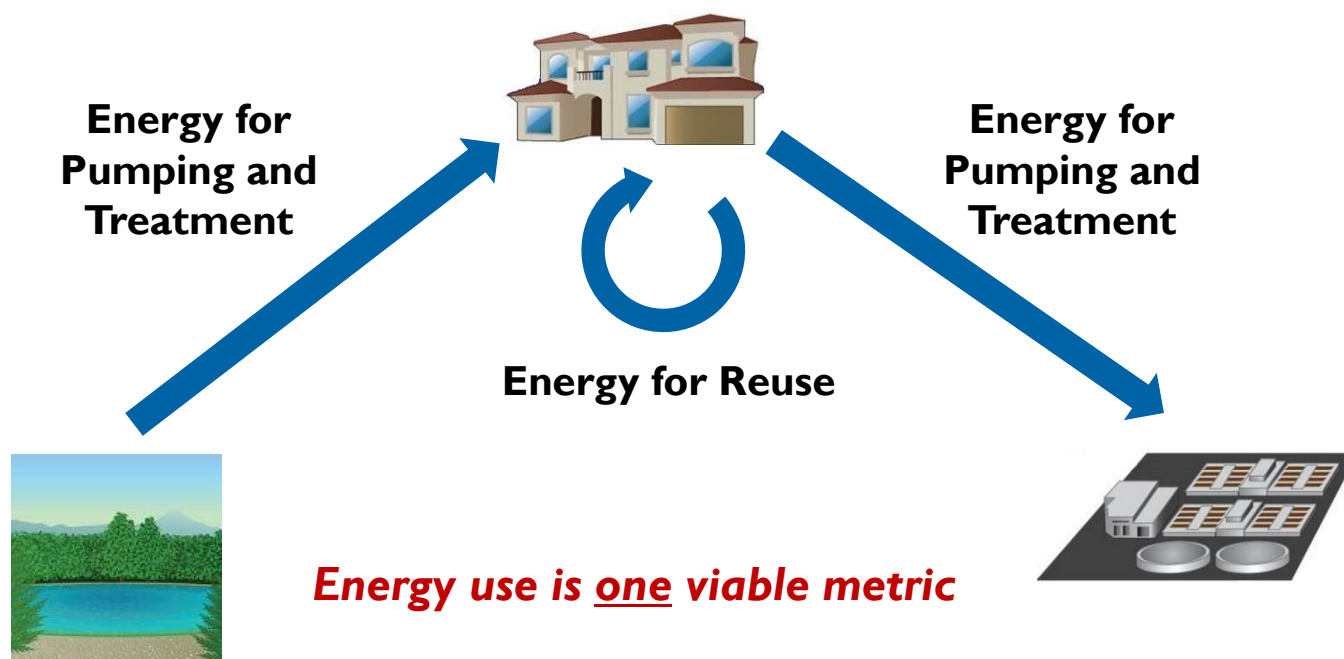 Energy for
Pumping and
Treatment
Energy for
Pumping and
Treatment
Energy for Reuse
Energy use is one viable metric